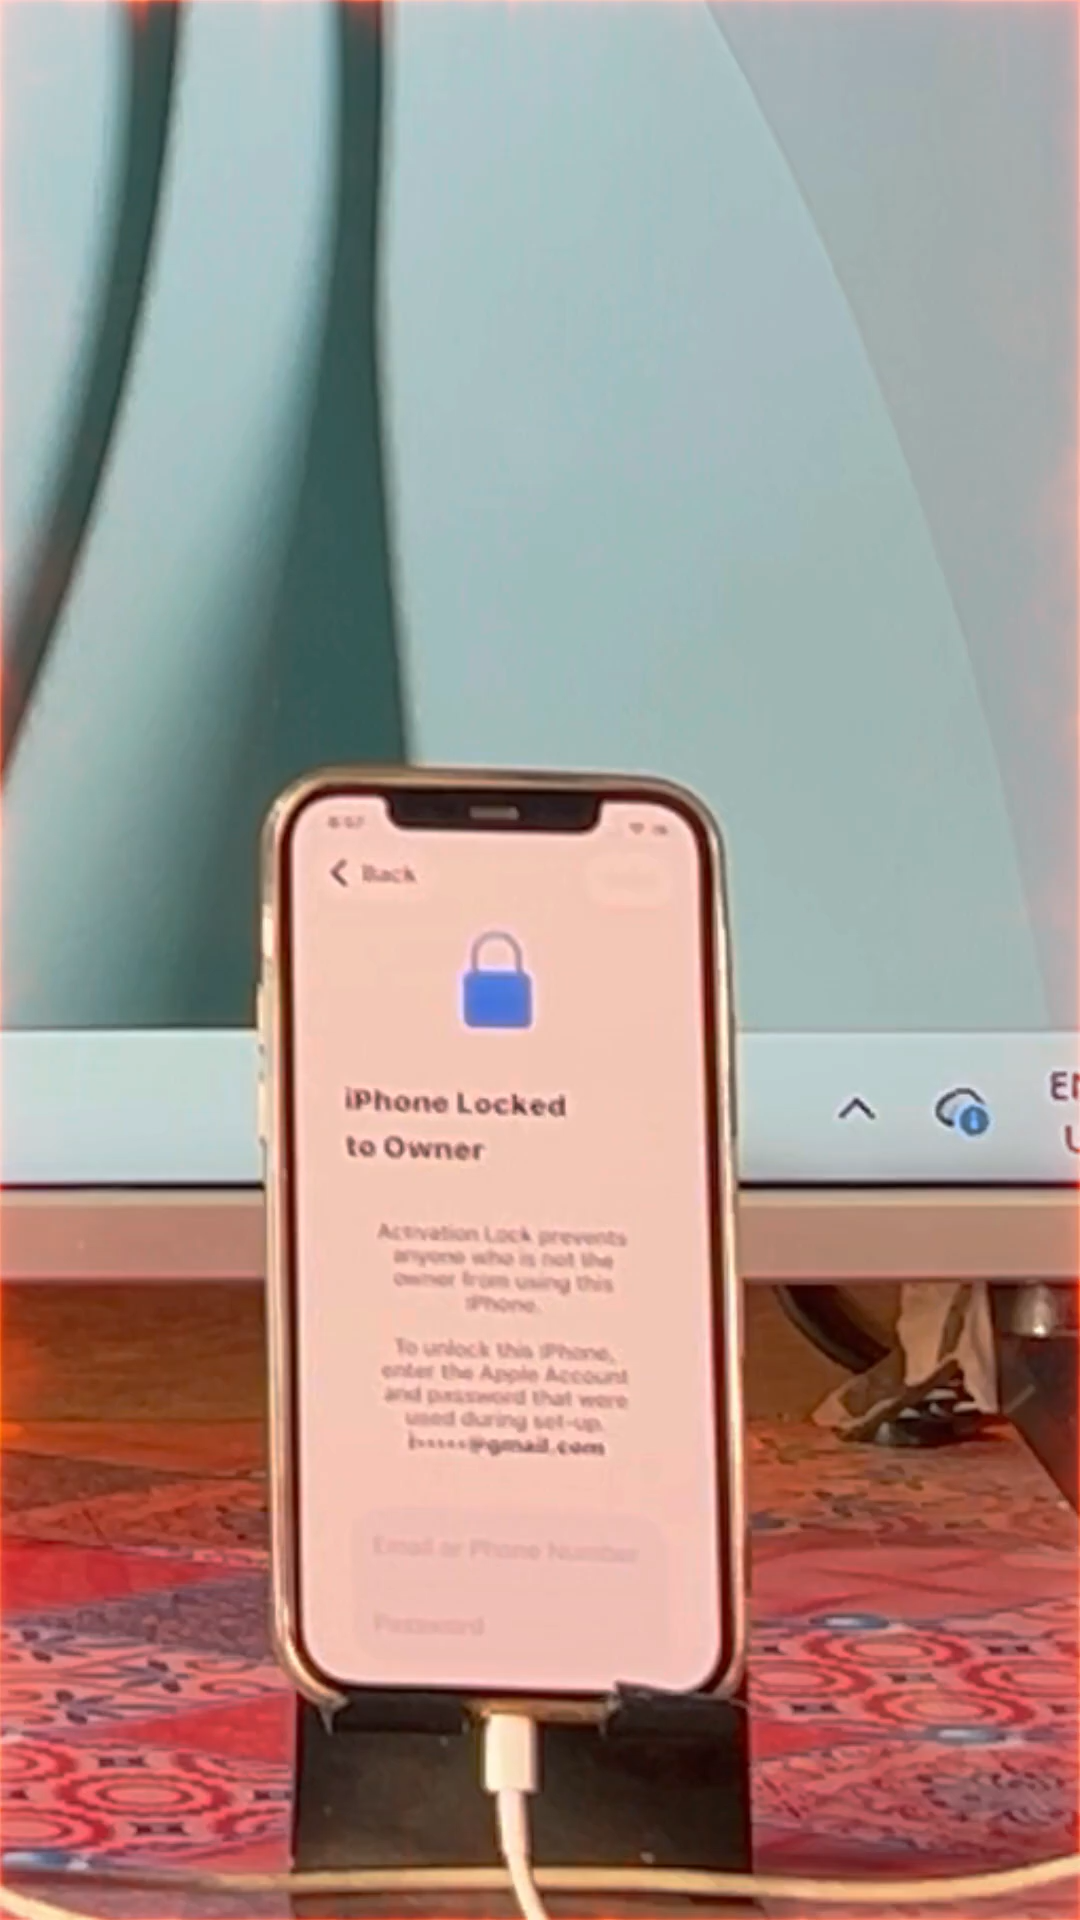 Back
iPhone Locked
to Owner
Activation Lock prevents
anyone who is not the
owner from using this
iPhone.
To unlock this iPhone,
enter the Apple Account
and password that were
used during set-up.
i•••••@gmail.com
Email or Phone Number
Password